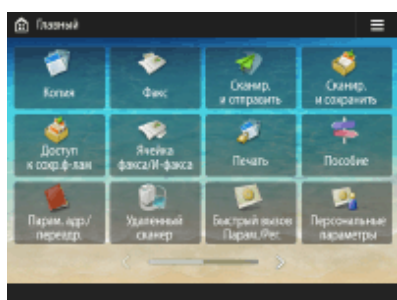 Главный
Копия
Факс
Сканир.
и отправить
Сканир.
и сохранить
Доступ
к сохр.ф-лам
Ячейка
факса/И-факса
Печать
Пособие
Парам. адр./
переадр.
Удаленный
сканер
Быстрый вызов
Парам./Рег.
Персональные
параметры